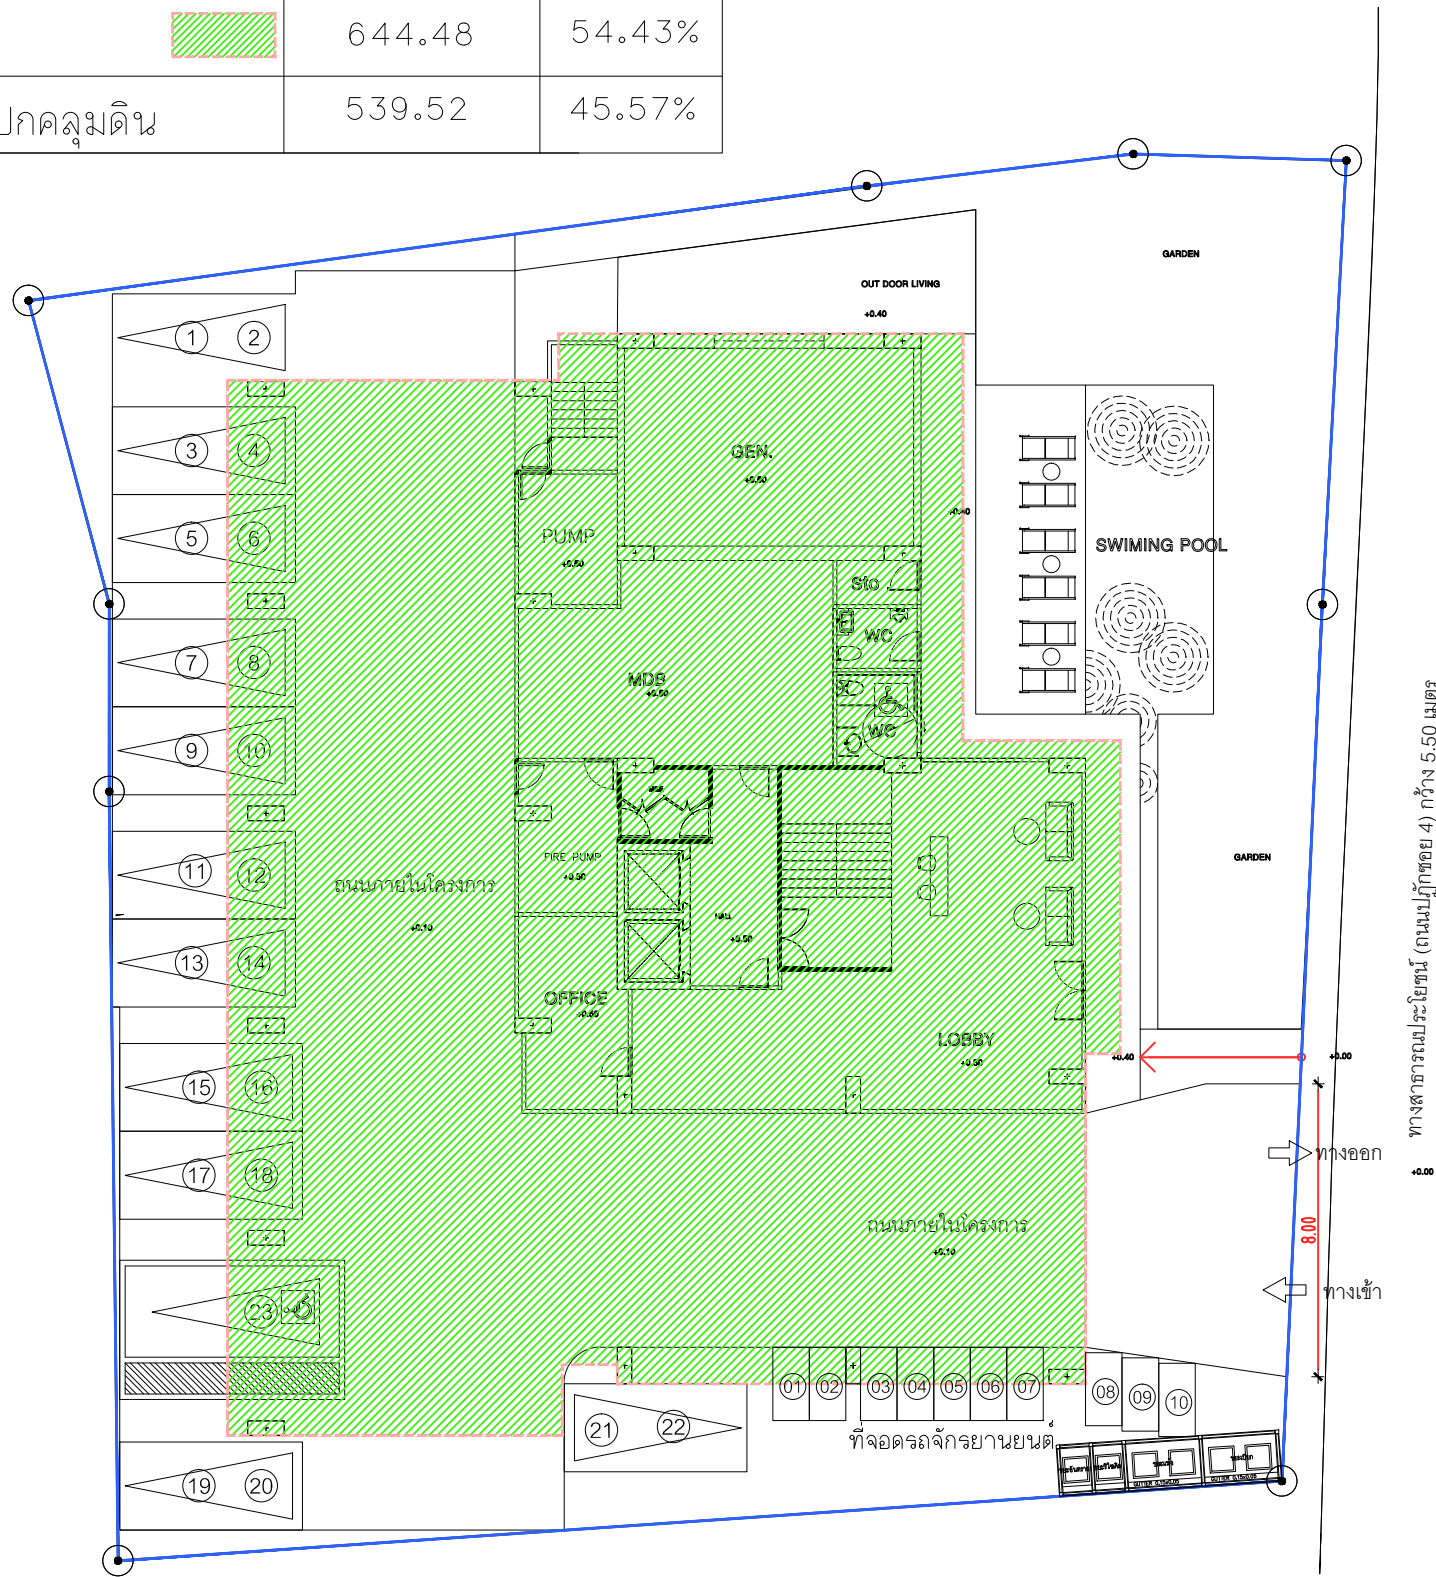 644.48 54.43%
ปกคลุมดิน 539.52 45.57%
GARDEN
OUT DOOR LIVING
+0.40
1 2
3 4
GEN.
+0.50
5 6
PUMP
+0.50
+0.40
SWIMING POOL
Sto
WC
7 8
MDB
+0.50
WC
9 10
11 12
FIRE PUMP
+0.50
ถนนภายในโครงการ
+0.10
HALL
+0.50
GARDEN
13 14
OFFICE
+0.50
LOBBY
+0.50
+0.40
+0.00
15 16
17 18
ทางออก
+0.00
8.00
ถนนภายในโครงการ
+0.10
ทางเข้า
23
01 02 03 04 05 06 07 08 09 10
21 22
ที่จอดรถจักรยานยนต์
19 20
ทางสาธารณประโยชน์ (ถนนปฏักซอย 4) กว้าง 5.50 เมตร